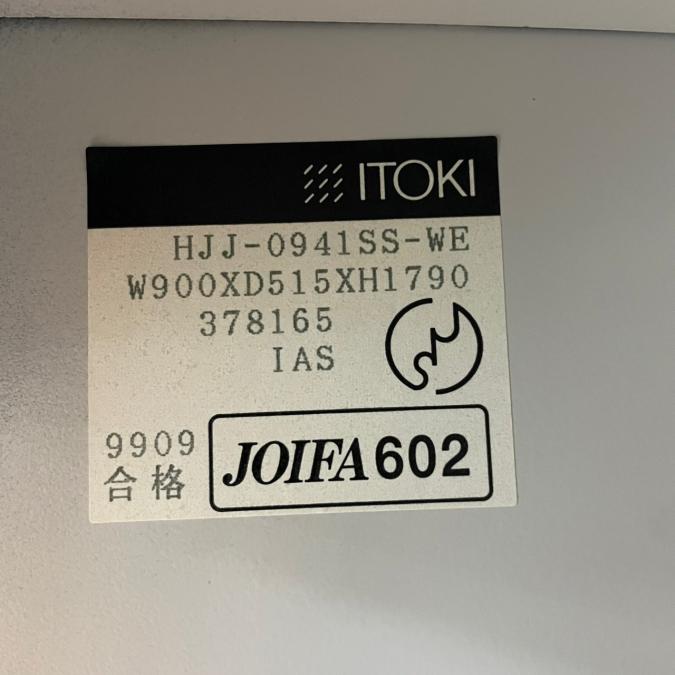 ITOKI
HJJ-0941SS-WE
W900XD515XH1790
378165
IAS
9909
合格
JOIFA602